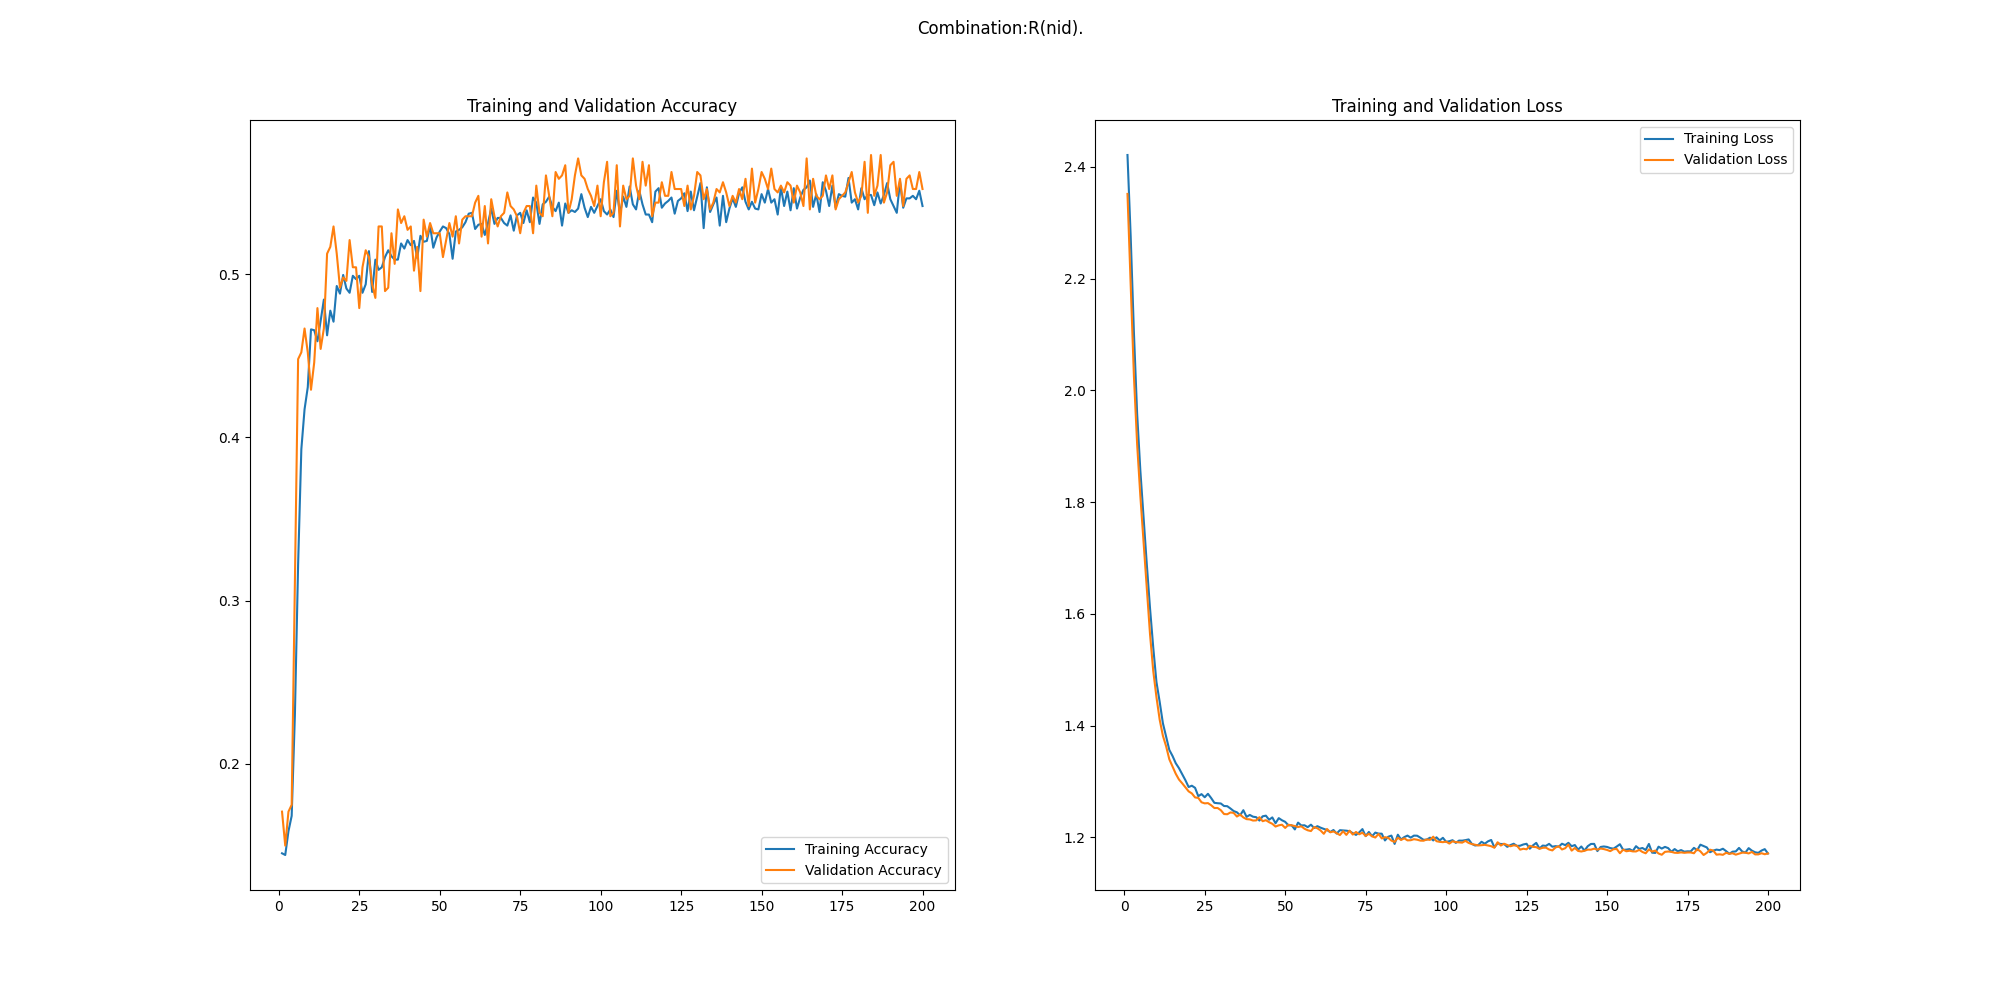 Combination:R(nid).
Training and Validation Accuracy
0.5
0.4
0.3
0.2
Training Accuracy
Validation Accuracy
0 25 50 75 100 125 150 175 200
Training and Validation Loss
Training Loss
Validation Loss
2.4
2.2
2.0
1.8
1.6
1.4
1.2
0 25 50 75 100 125 150 175 200